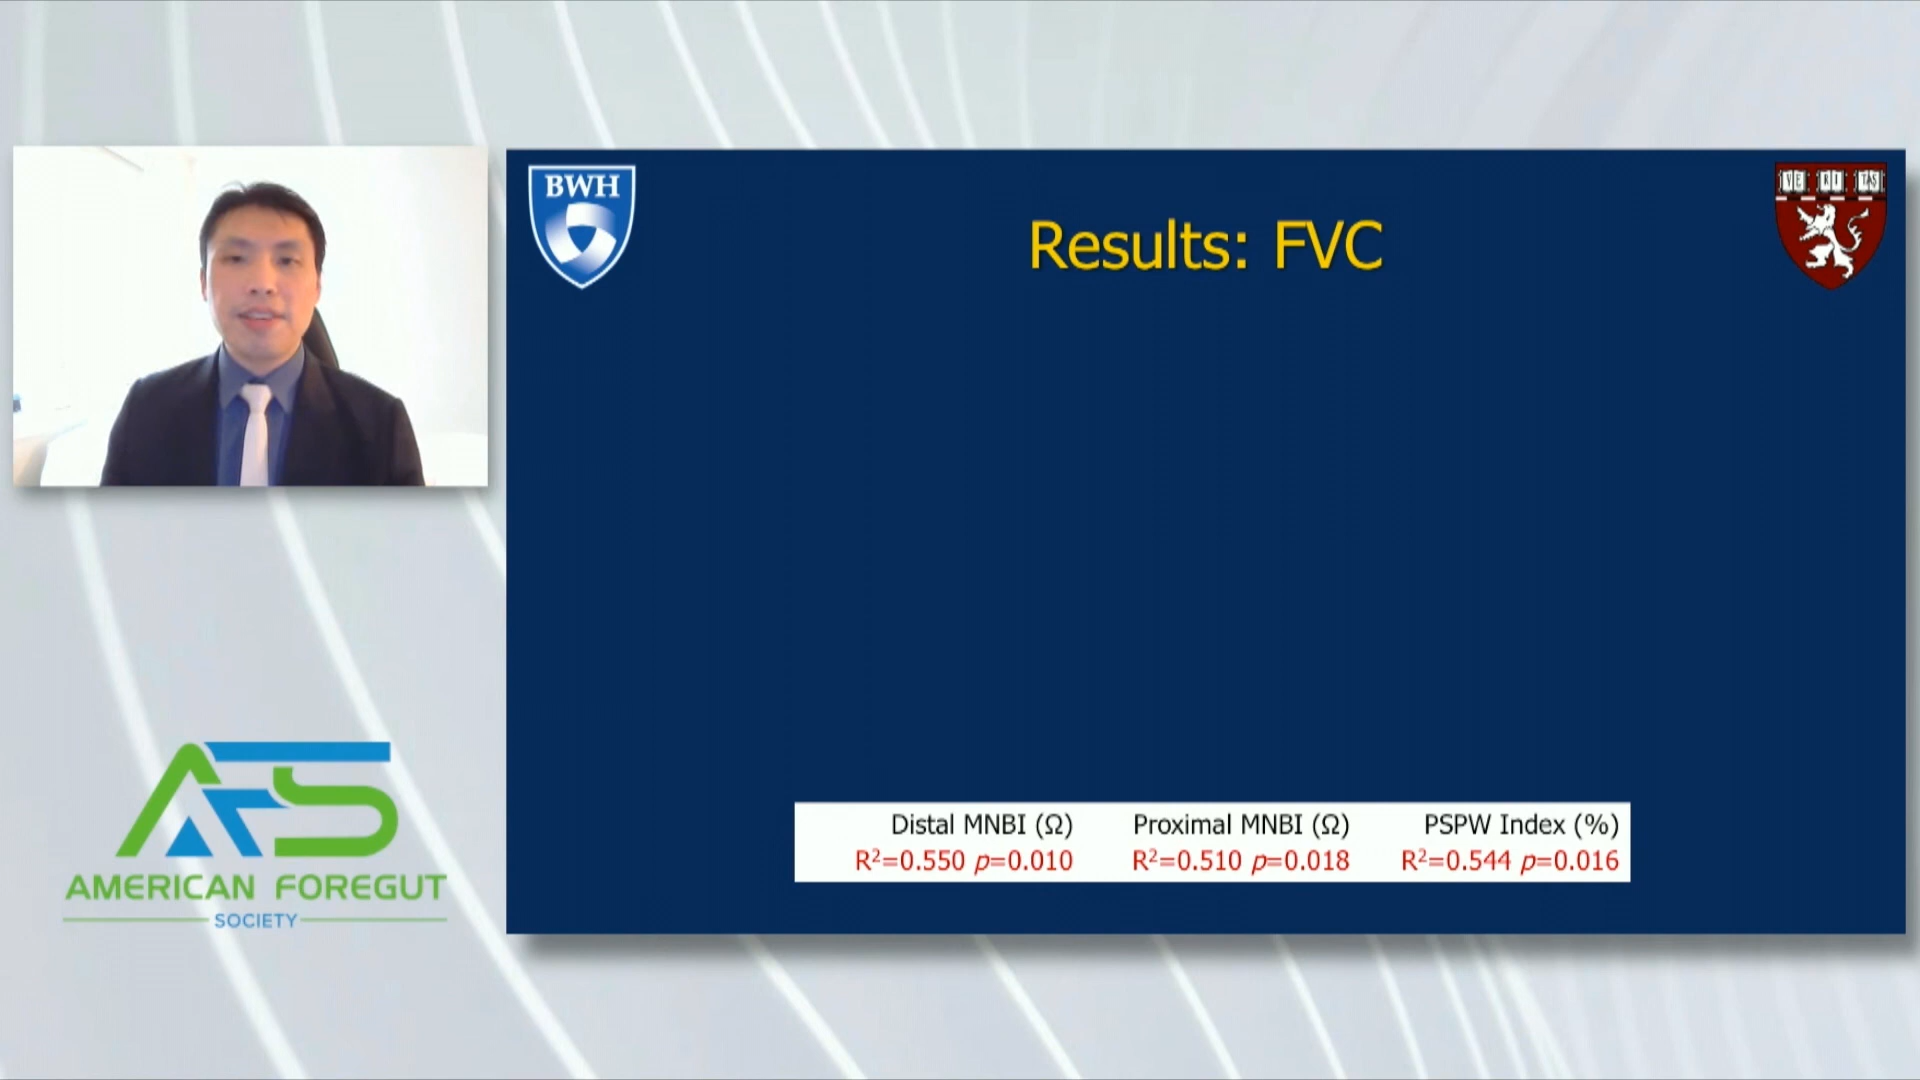 BWH
VE RI TAS
Results: FVC
Distal MNBI (Ω) Proximal MNBI (Ω) PSPW Index (%)
R²=0.550 p=0.010 R²=0.510 p=0.018 R²=0.544 p=0.016
AFS
AMERICAN FOREGUT
SOCIETY